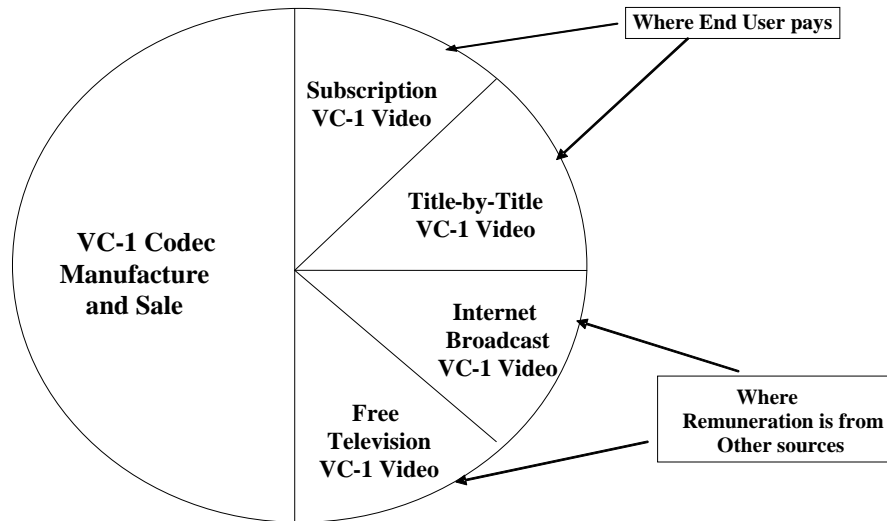 Where End User pays
Subscription
VC-1 Video
Title-by-Title
VC-1 Video
VC-1 Codec
Manufacture
and Sale
Internet
Broadcast
VC-1 Video
Free
Television
VC-1 Video
Where
Remuneration is from
Other sources